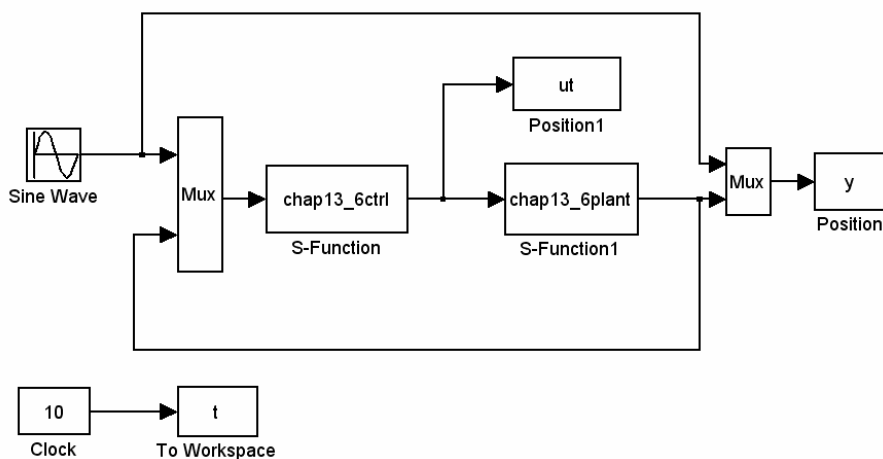 ut
Position1
Sine Wave
Mux
chap13_6ctrl
S-Function
chap13_6plant
S-Function1
Mux
y
Position
10
Clock
t
To Workspace